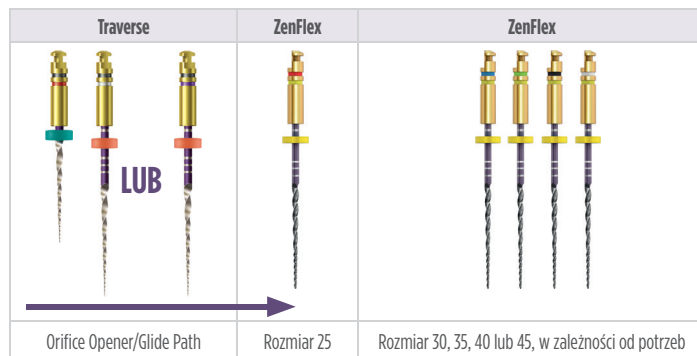 Traverse
ZenFlex
ZenFlex
LUB
Orifice Opener/Glide Path
Rozmiar 25
Rozmiar 30, 35, 40 lub 45, w zależności od potrzeb